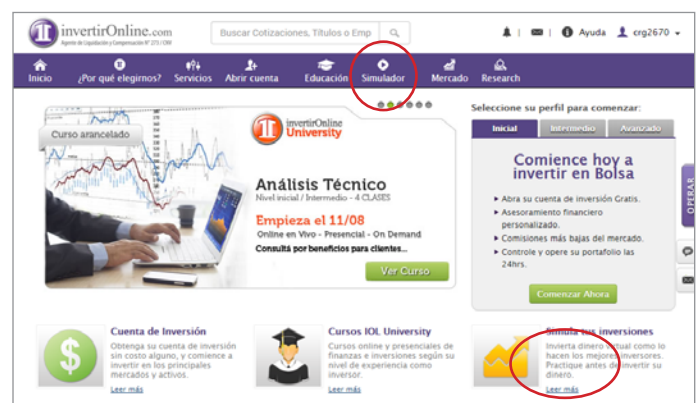 invertirOnline.com
Agente de Liquidación y Compensación N° 273 / CNV
Buscar Cotizaciones, Títulos o Emp
Ayuda
crg2670
Inicio
¿Por qué elegirnos?
Servicios
Abrir cuenta
Educación
Simulador
Mercado
Research
Curso arancelado
invertirOnline
University
Análisis Técnico
Nivel inicial / Intermedio - 4 CLASES
Empieza el 11/08
Online en Vivo - Presencial - On Demand
Consultá por beneficios para clientes...
Ver Curso
Seleccione su perfil para comenzar:
Inicial
Intermedio
Avanzado
Comience hoy a
invertir en Bolsa
Abra su cuenta de inversión Gratis.
Asesoramiento financiero
personalizado.
Comisiones más bajas del mercado.
Controle y opere su portafolio las
24hrs.
Comenzar Ahora
OPERAR
Cuenta de Inversión
Obtenga su cuenta de inversión
sin costo alguno, y comience a
invertir en los principales
mercados y activos.
Leer más
Cursos IOL University
Cursos online y presenciales de
finanzas e inversiones según su
nivel de experiencia como
inversor.
Leer más
Simula tus inversiones
Invierta dinero virtual como lo
hacen los mejores inversores.
Practique antes de invertir su
dinero.
Leer más